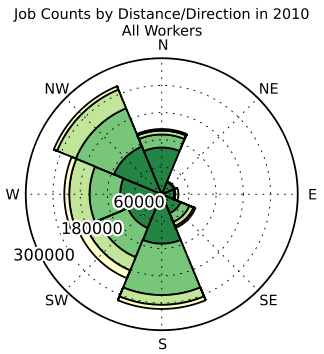 Job Counts by Distance/Direction in 2010
All Workers
N
NW
NE
W
E
60000
180000
300000
SW
SE
S